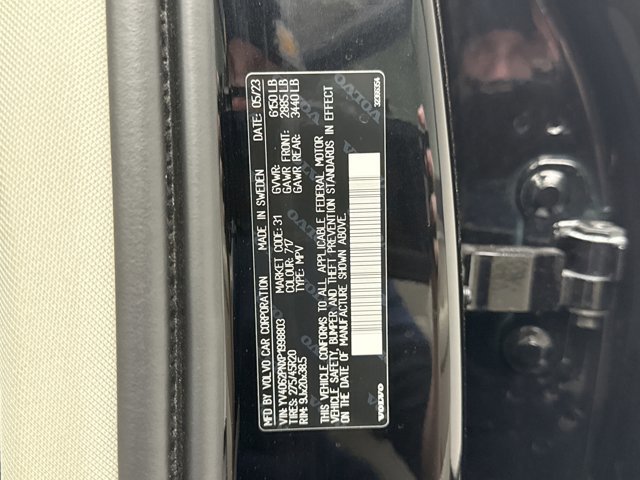 MFD BY VOLVO CAR CORPORATION MADE IN SWEDEN DATE: 05/23
VIN: YV4062PNXP1998803 MARKET CODE: 31 GVWR: 6150 LB
TIRES: 275/45R20 COLOUR: 717 GAWR FRONT: 2885 LB
RIM: 9Jx20x38.5 TYPE: MPV GAWR REAR: 3440 LB
THIS VEHICLE CONFORMS TO ALL APPLICABLE FEDERAL MOTOR
VEHICLE SAFETY, BUMPER AND THEFT PREVENTION STANDARDS IN EFFECT
ON THE DATE OF MANUFACTURE SHOWN ABOVE.
VOLVO